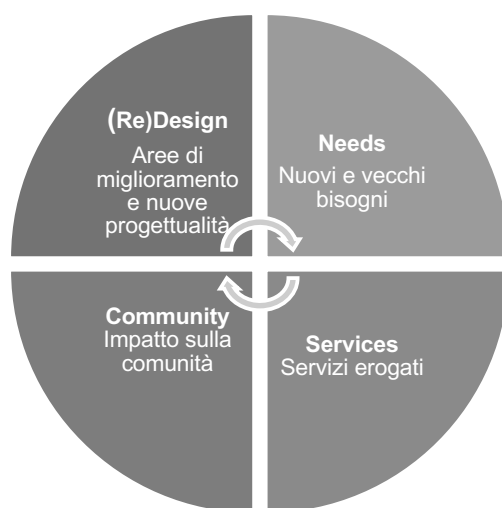 (Re)Design
Aree di
miglioramento
e nuove
progettualità
Needs
Nuovi e vecchi
bisogni
Community
Impatto sulla
comunità
Services
Servizi erogati